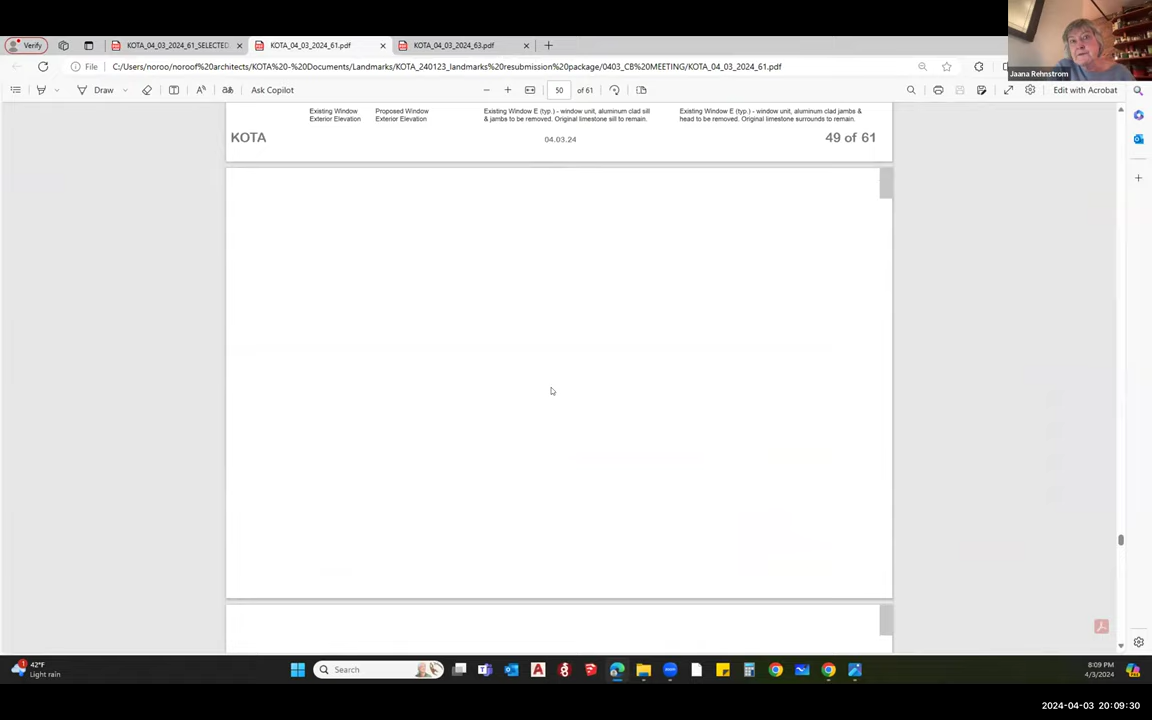 Verify
KOTA_04_03_2024_61_SELECTED
KOTA_04_03_2024_61.pdf
KOTA_04_03_2024_63.pdf
File
C:/Users/noroo/noroof%20architects/KOTA%20-%20Documents/Landmarks/KOTA_240123_landmarks%20resubmission%20package/0403_CB%20MEETING/KOTA_04_03_2024_61.pdf
Jaana Rehnstrom
Draw
Ask Copilot
50
of 61
Edit with Acrobat
Existing Window
Exterior Elevation
Proposed Window
Exterior Elevation
Existing Window E (typ.) - window unit, aluminum clad sill
& jambs to be removed. Original limestone sill to remain.
Existing Window E (typ.) - window unit, aluminum clad jambs &
head to be removed. Original limestone surrounds to remain.
KOTA
04.03.24
49 of 61
42°F
Light rain
Search
8:09 PM
4/3/2024
2024-04-03 20:09:30